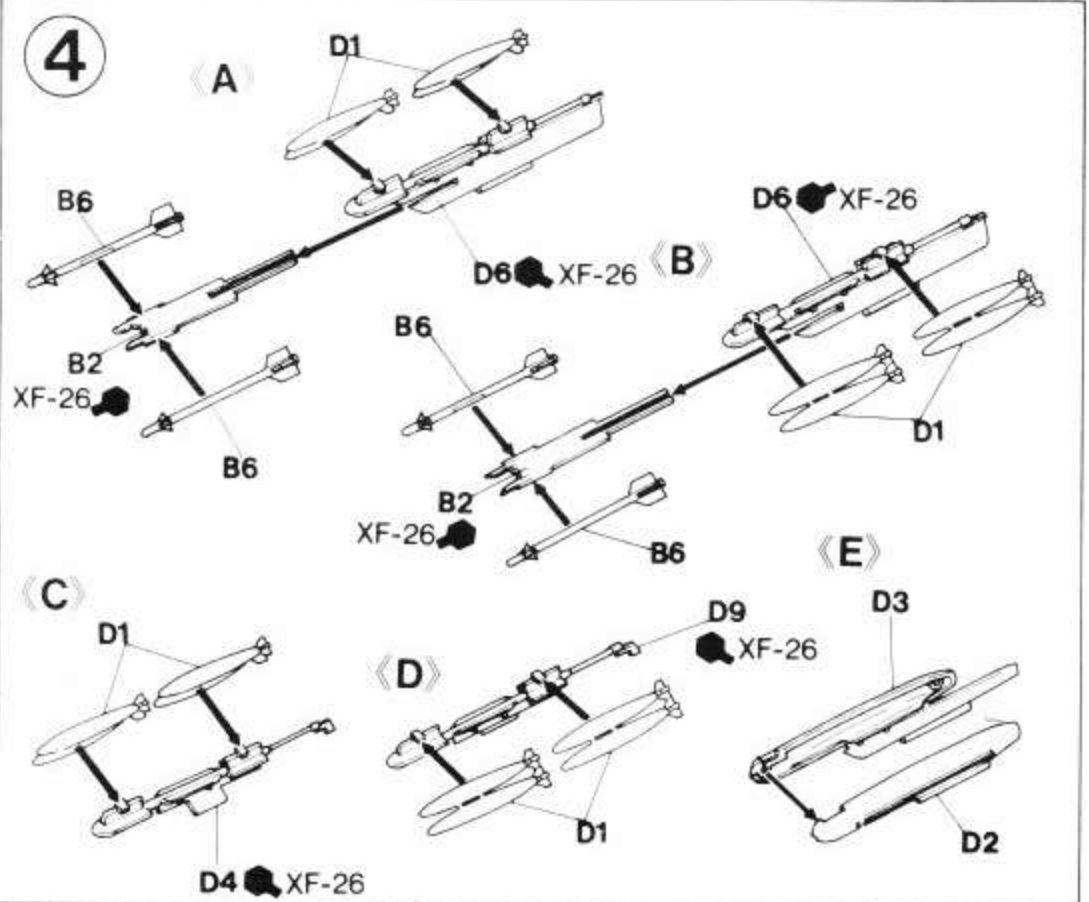 4
《A》
D1
B6
D6 XF-26
B2
XF-26
B6
《B》
D6 XF-26
B6
D1
B2
XF-26
B6
《C》
D1
D4 XF-26
《D》
D9
XF-26
D1
《E》
D3
D2